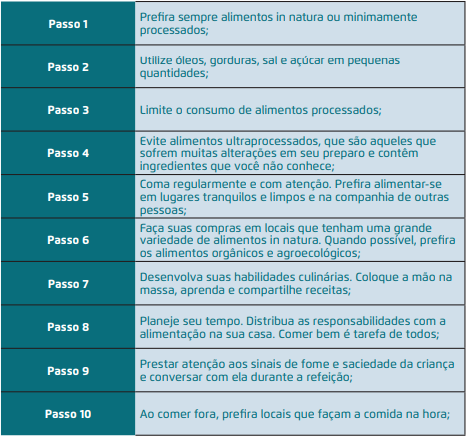 Passo 1
Prefira sempre alimentos in natura ou minimamente
processados;
Passo 2
Utilize óleos, gorduras, sal e açúcar em pequenas
quantidades;
Passo 3
Limite o consumo de alimentos processados;
Passo 4
Evite alimentos ultraprocessados, que são aqueles que
sofrem muitas alterações em seu preparo e contêm
ingredientes que você não conhece;
Passo 5
Coma regularmente e com atenção. Prefira alimentar-se
em lugares tranquilos e limpos e na companhia de outras
pessoas;
Passo 6
Faça suas compras em locais que tenham uma grande
variedade de alimentos in natura. Quando possível, prefira
os alimentos orgânicos e agroecológicos;
Passo 7
Desenvolva suas habilidades culinárias. Coloque a mão na
massa, aprenda e compartilhe receitas;
Passo 8
Planeje seu tempo. Distribua as responsabilidades com a
alimentação na sua casa. Comer bem é tarefa de todos;
Passo 9
Prestar atenção aos sinais de fome e saciedade da criança
e conversar com ela durante a refeição;
Passo 10
Ao comer fora, prefira locais que façam a comida na hora;